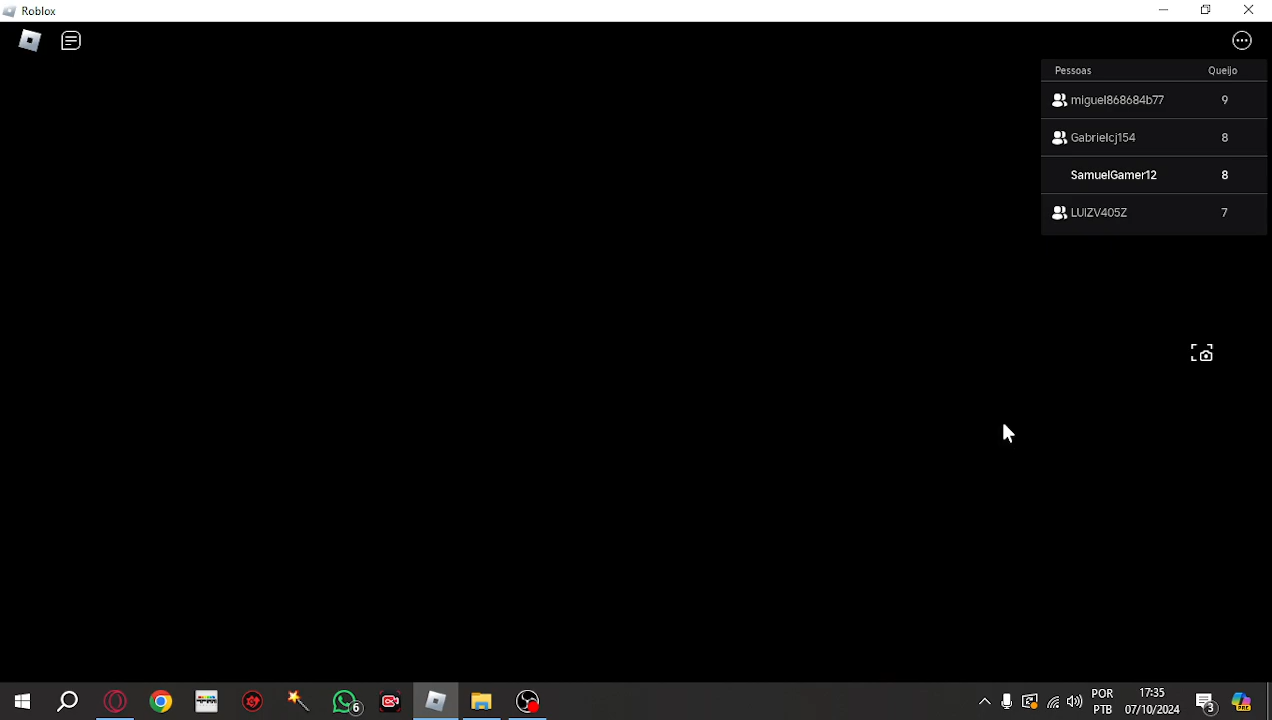 Roblox
Pessoas Queijo
miguel868684b77 9
Gabrielcj154 8
SamuelGamer12 8
LUIZV405Z 7
6
POR
PTB
17:35
07/10/2024
3
PRE